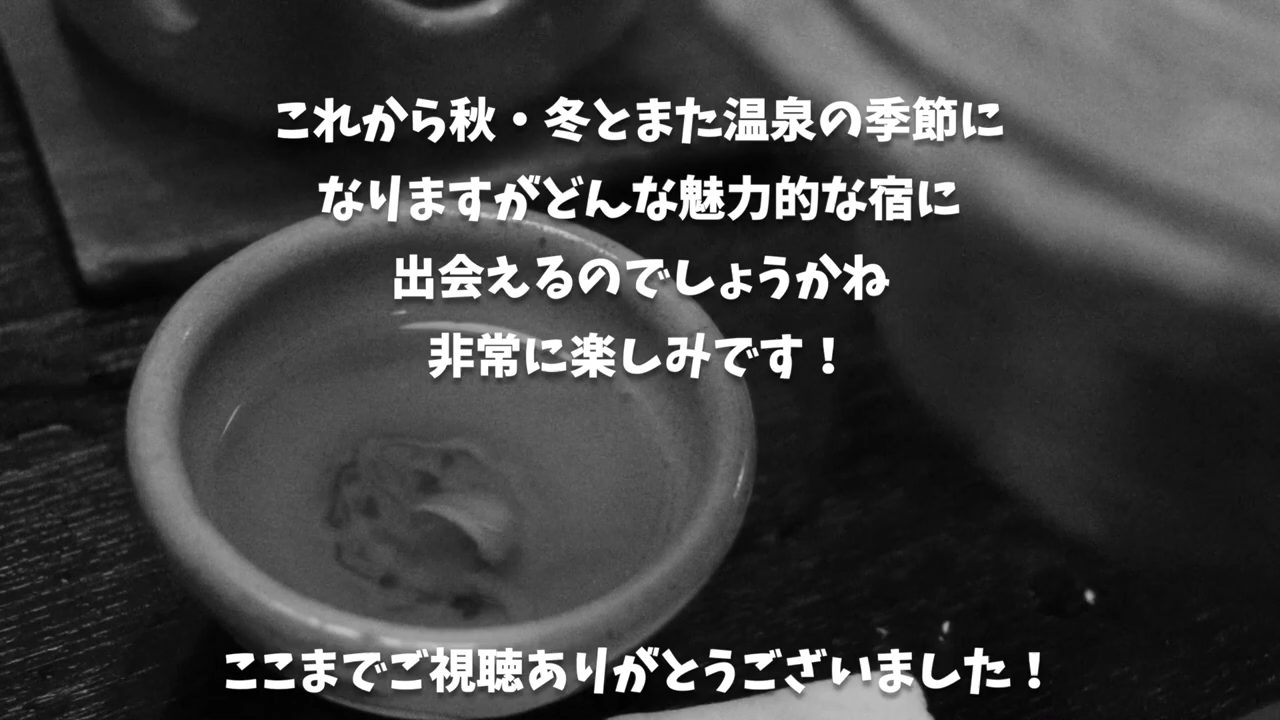 これから秋・冬とまた温泉の季節に
なりますがどんな魅力的な宿に
出会えるのでしょうかね
非常に楽しみです！
ここまでご視聴ありがとうございました！